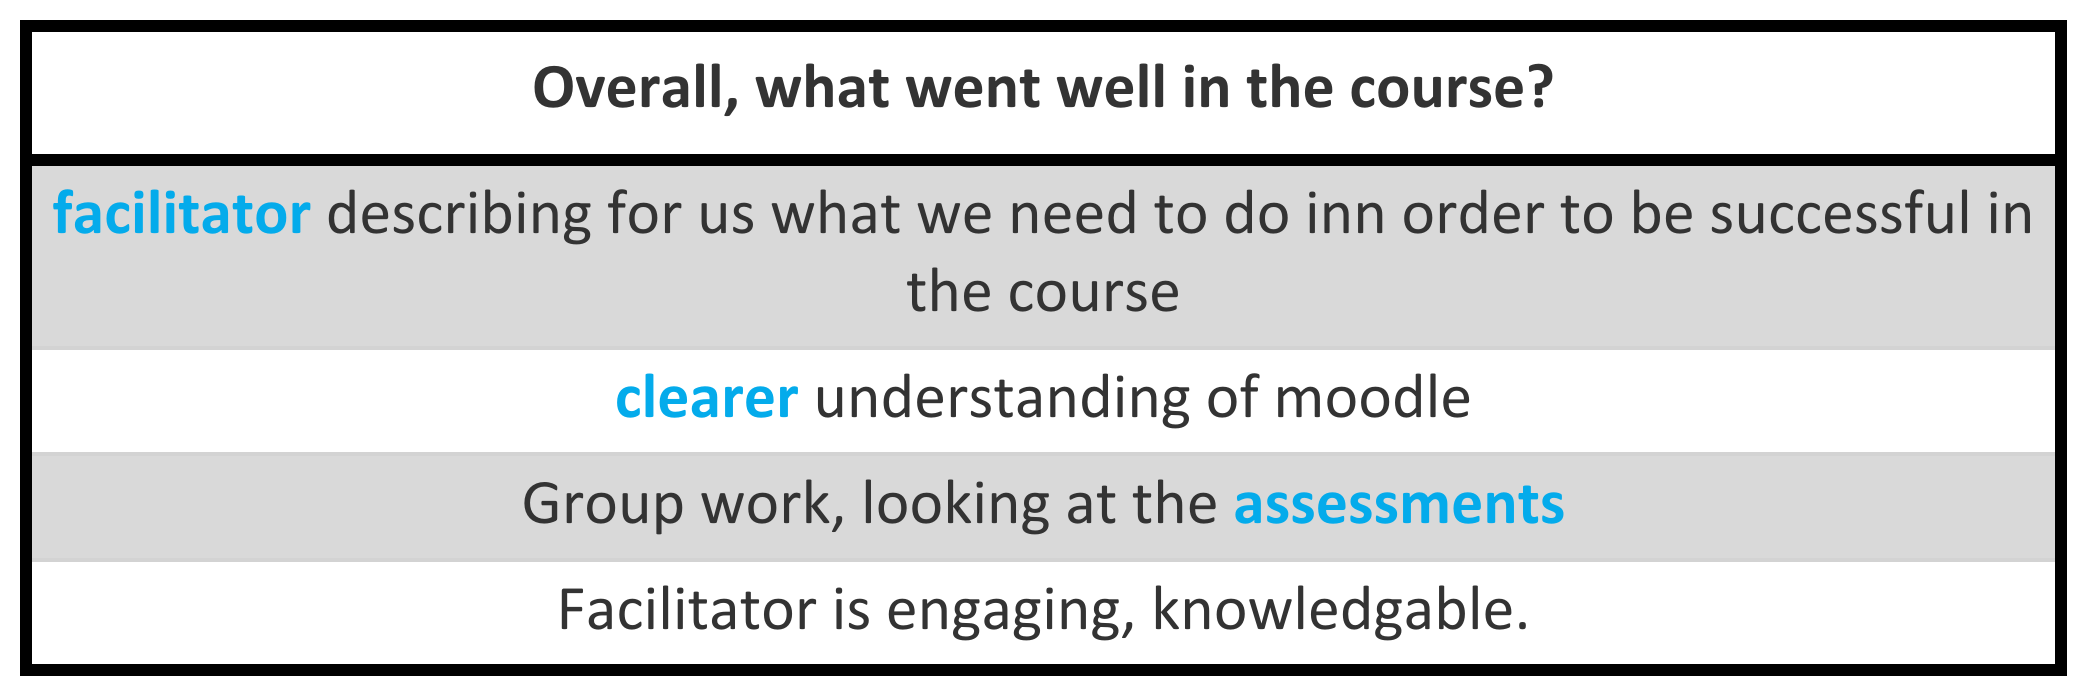 Overall, what went well in the course?
facilitator describing for us what we need to do inn order to be successful in
the course
clearer understanding of moodle
Group work, looking at the assessments
Facilitator is engaging, knowledgable.